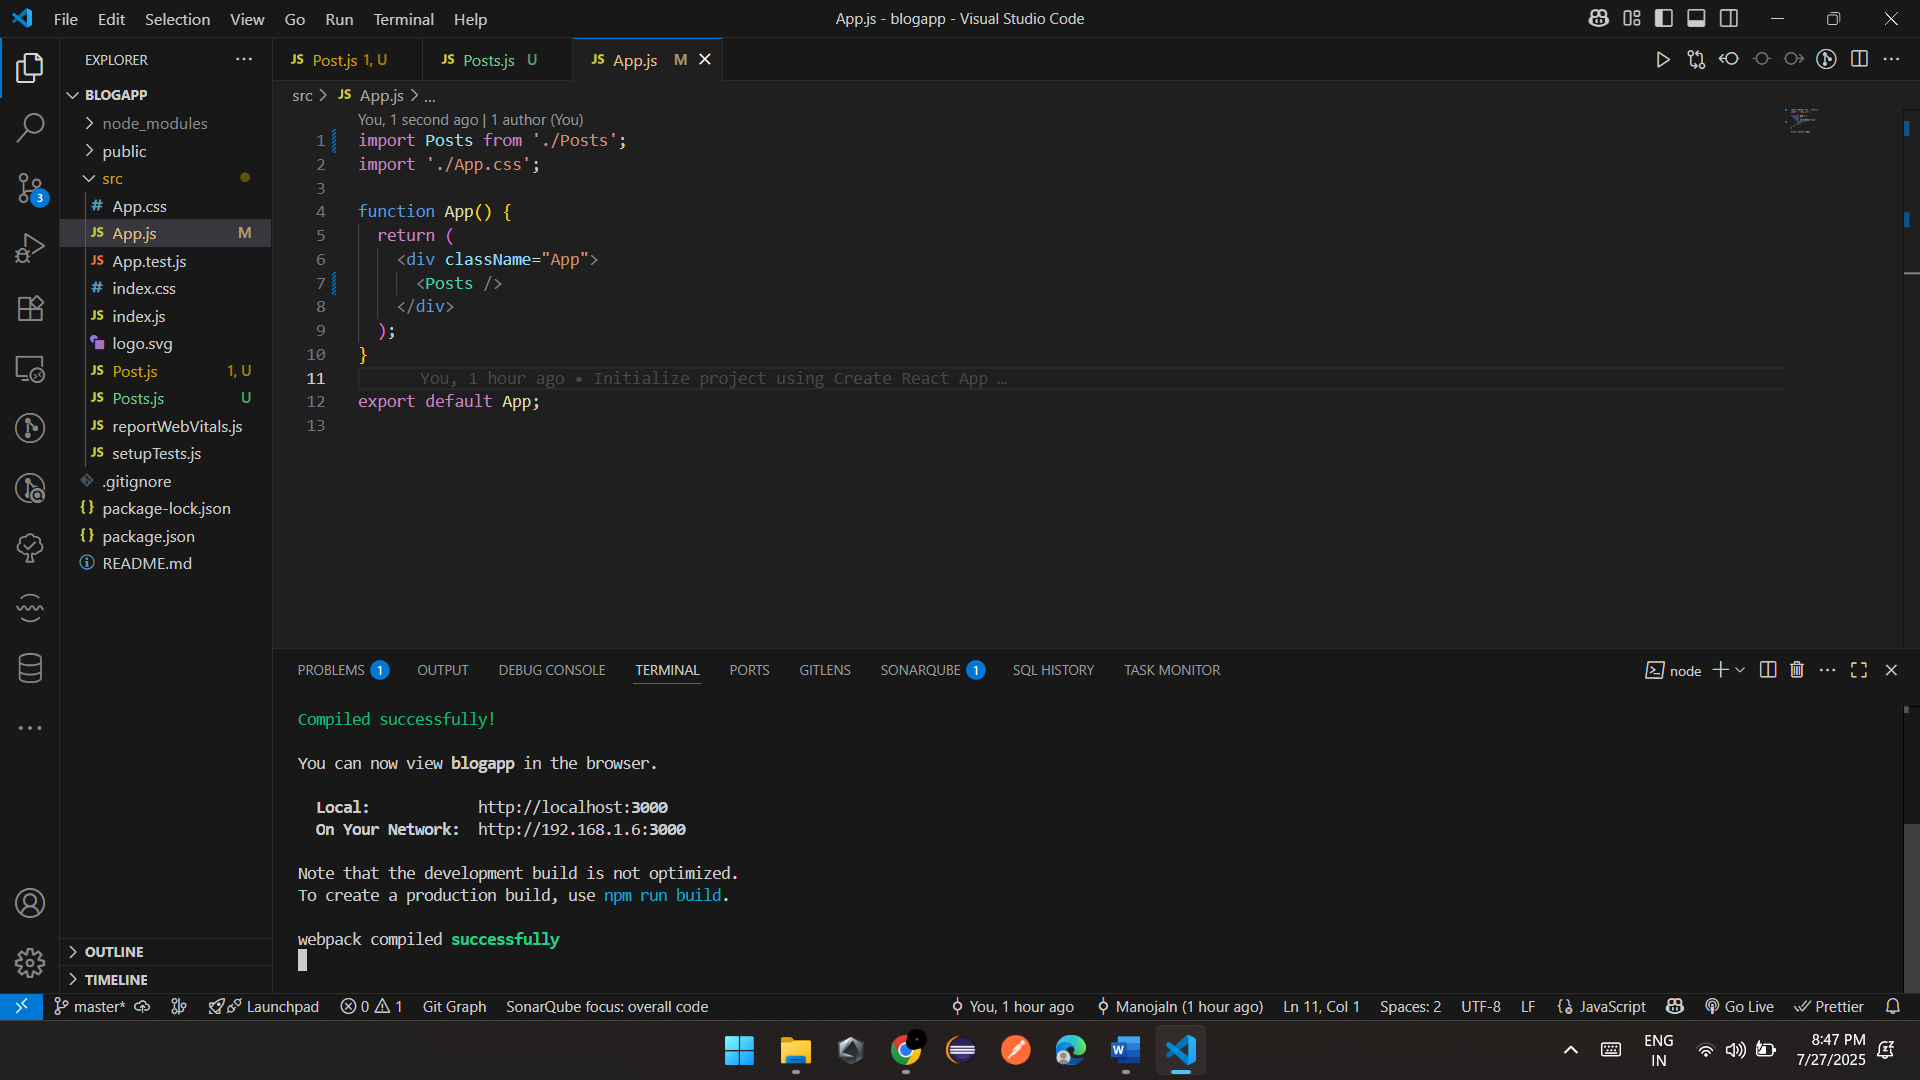 File Edit Selection View Go Run Terminal Help
App.js - blogapp - Visual Studio Code
EXPLORER
JS Post.js 1, U
JS Posts.js U
JS App.js M
BLOGAPP
node_modules
public
src
# App.css
JS App.js M
JS App.test.js
# index.css
JS index.js
logo.svg
JS Post.js 1, U
JS Posts.js U
JS reportWebVitals.js
JS setupTests.js
.gitignore
{} package-lock.json
{} package.json
README.md
OUTLINE
TIMELINE
3
src > JS App.js > ...
You, 1 second ago | 1 author (You)
1 import Posts from './Posts';
2 import './App.css';
3
4 function App() {
5 return (
6 <div className="App">
7 <Posts />
8 </div>
9 );
10 }
11 You, 1 hour ago • Initialize project using Create React App …
12 export default App;
13
PROBLEMS 1 OUTPUT DEBUG CONSOLE TERMINAL PORTS GITLENS SONARQUBE 1 SQL HISTORY TASK MONITOR
node
Compiled successfully!
You can now view blogapp in the browser.
Local: http://localhost:3000
On Your Network: http://192.168.1.6:3000
Note that the development build is not optimized.
To create a production build, use npm run build.
webpack compiled successfully
master* Launchpad 0 1 Git Graph SonarQube focus: overall code You, 1 hour ago Manojaln (1 hour ago) Ln 11, Col 1 Spaces: 2 UTF-8 LF {} JavaScript Go Live Prettier
ENG
IN
8:47 PM
7/27/2025